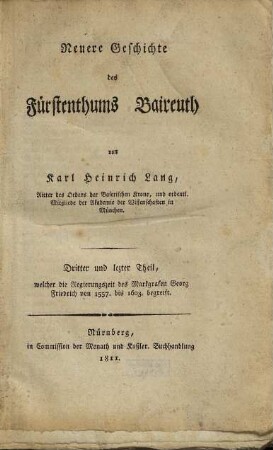 Neuere Geschichte
des
Fürstenthums Baireuth
von
Karl Heinrich Lang,
Ritter des Ordens der Baierischen Krone, und ordentl.
Mitgliede der Akademie der Wissenschaften in
München.
Dritter und lezter Theil,
welcher die Regierungszeit des Markgrafen Georg
Friedrich von 1557. bis 1603. begreift.
Nürnberg,
in Commission der Monath und Keßler. Buchhandlung
1811.